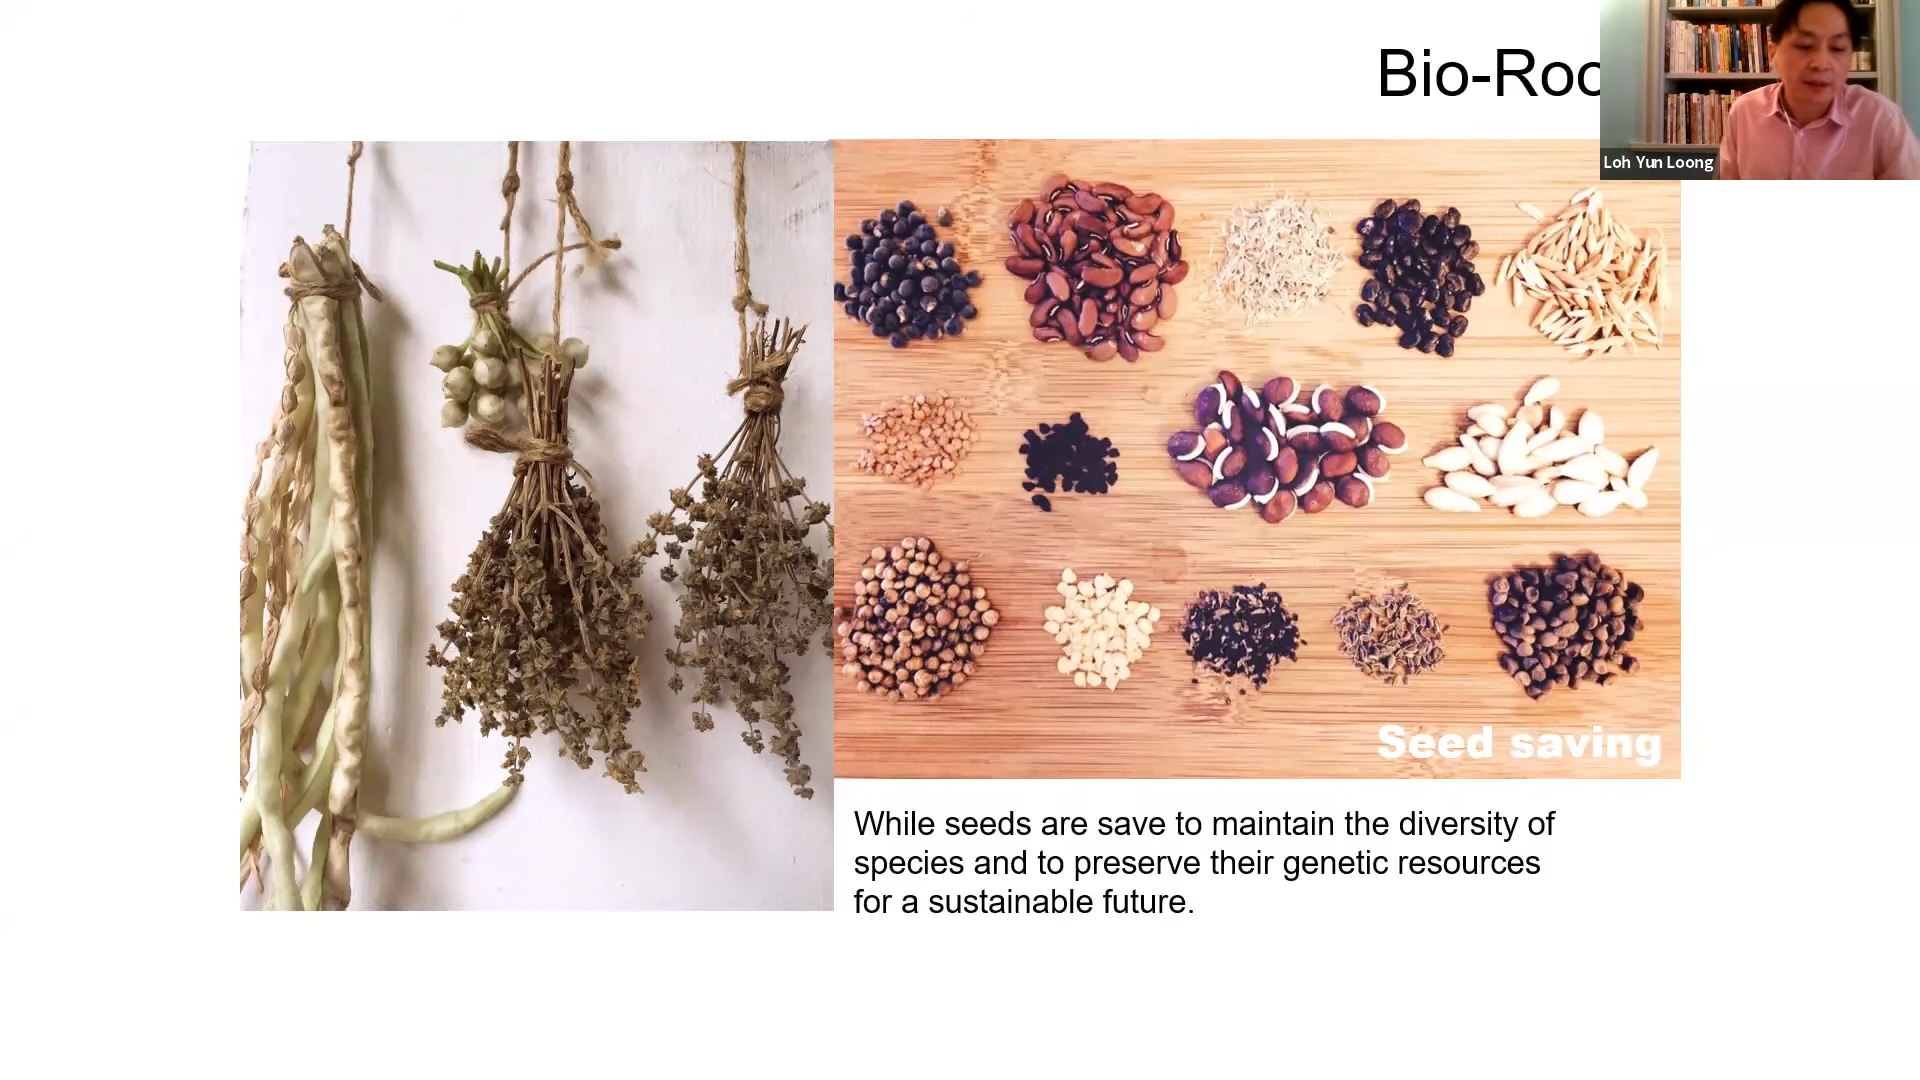 Bio-Roo
Loh Yun Loong
Seed saving
While seeds are save to maintain the diversity of
species and to preserve their genetic resources
for a sustainable future.